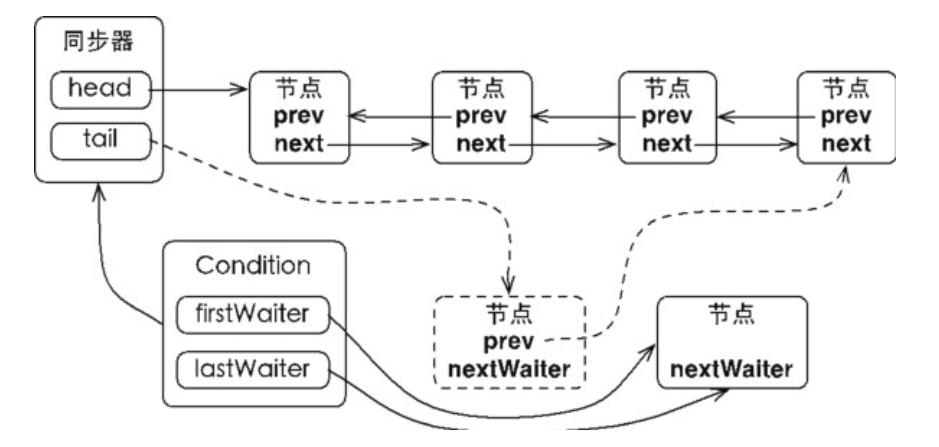 同步器
head
tail
节点
prev
next
节点
prev
next
节点
prev
next
节点
prev
next
Condition
firstWaiter
lastWaiter
节点
prev
nextWaiter
节点
nextWaiter